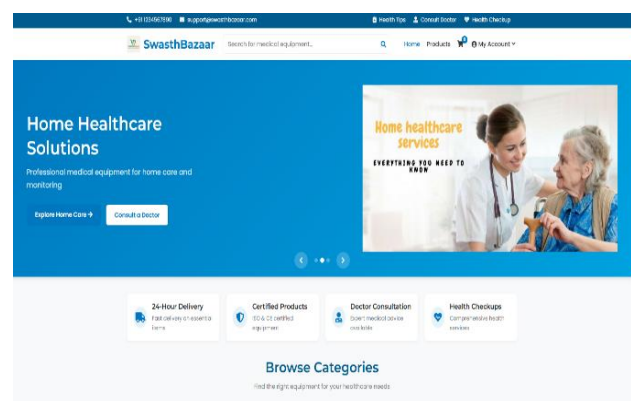 +91 1234567890 support@swasthbazaar.com Health Tips Consult Doctor Health Checkup
SwasthBazaar Search for medical equipment... Home Products 0 My Account
Home Healthcare
Solutions
Professional medical equipment for home care and
monitoring
Explore Home Care → Consult a Doctor
Home healthcare
services
EVERYTHING YOU NEED TO
KNOW
24-Hour Delivery
Fast delivery on essential
items
Certified Products
ISO & CE certified
equipment
Doctor Consultation
Expert medical advice
available
Health Checkups
Comprehensive health
services
Browse Categories
Find the right equipment for your healthcare needs